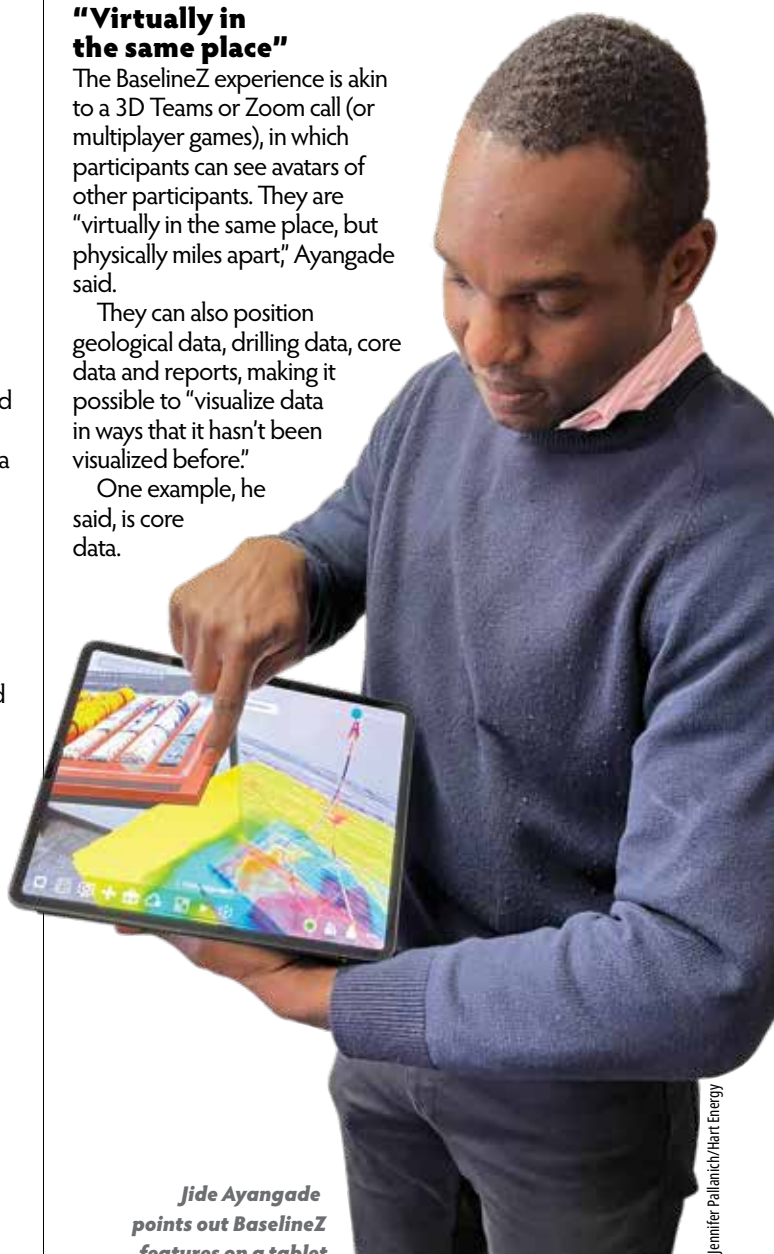 “Virtually in
the same place”
The BaselineZ experience is akin
to a 3D Teams or Zoom call (or
multiplayer games), in which
participants can see avatars of
other participants. They are
“virtually in the same place, but
physically miles apart,” Ayangade
said.
They can also position
geological data, drilling data, core
data and reports, making it
possible to “visualize data
in ways that it hasn’t been
visualized before.”
One example, he
said, is core
data.
Jide Ayangade
points out BaselineZ
features on a tablet
Jennifer Pallanich/Hart Energy